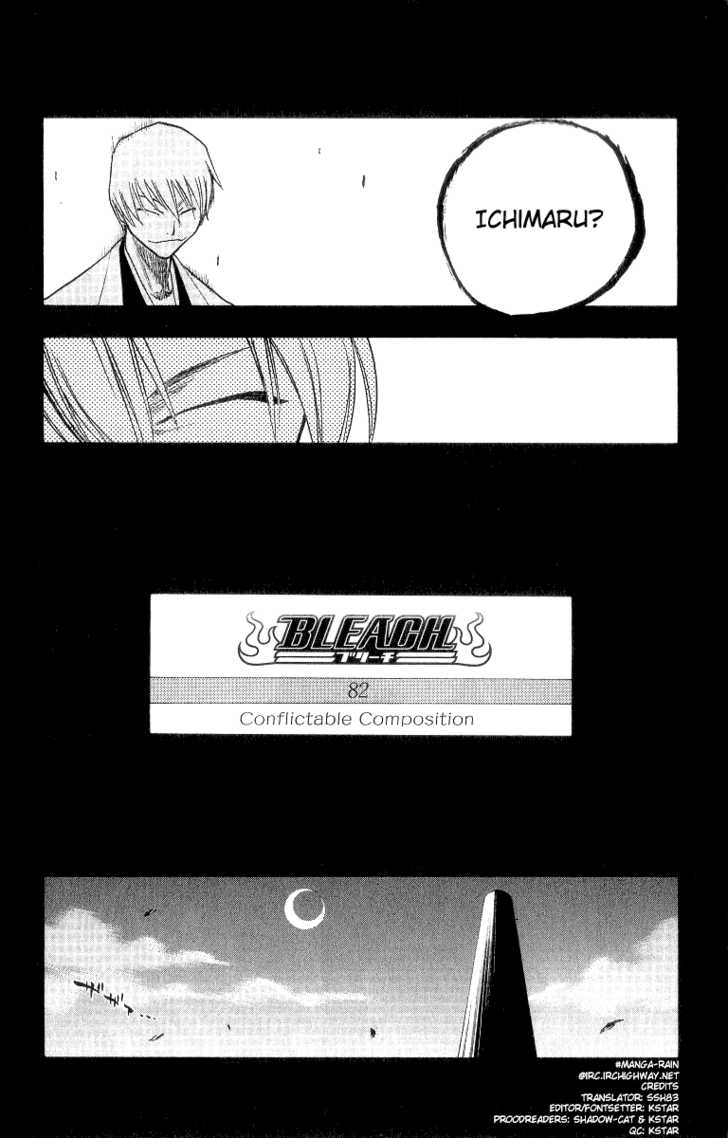 ICHIMARU?
BLEACH
ブリーチ
82
Conflictable Composition
#MANGA-RAIN
@IRC.IRCHIGHWAY.NET
CREDITS
TRANSLATOR: SSH83
EDITOR/FONTSETTER: KSTAR
PROODREADERS: SHADOW-CAT & KSTAR
QC: KSTAR